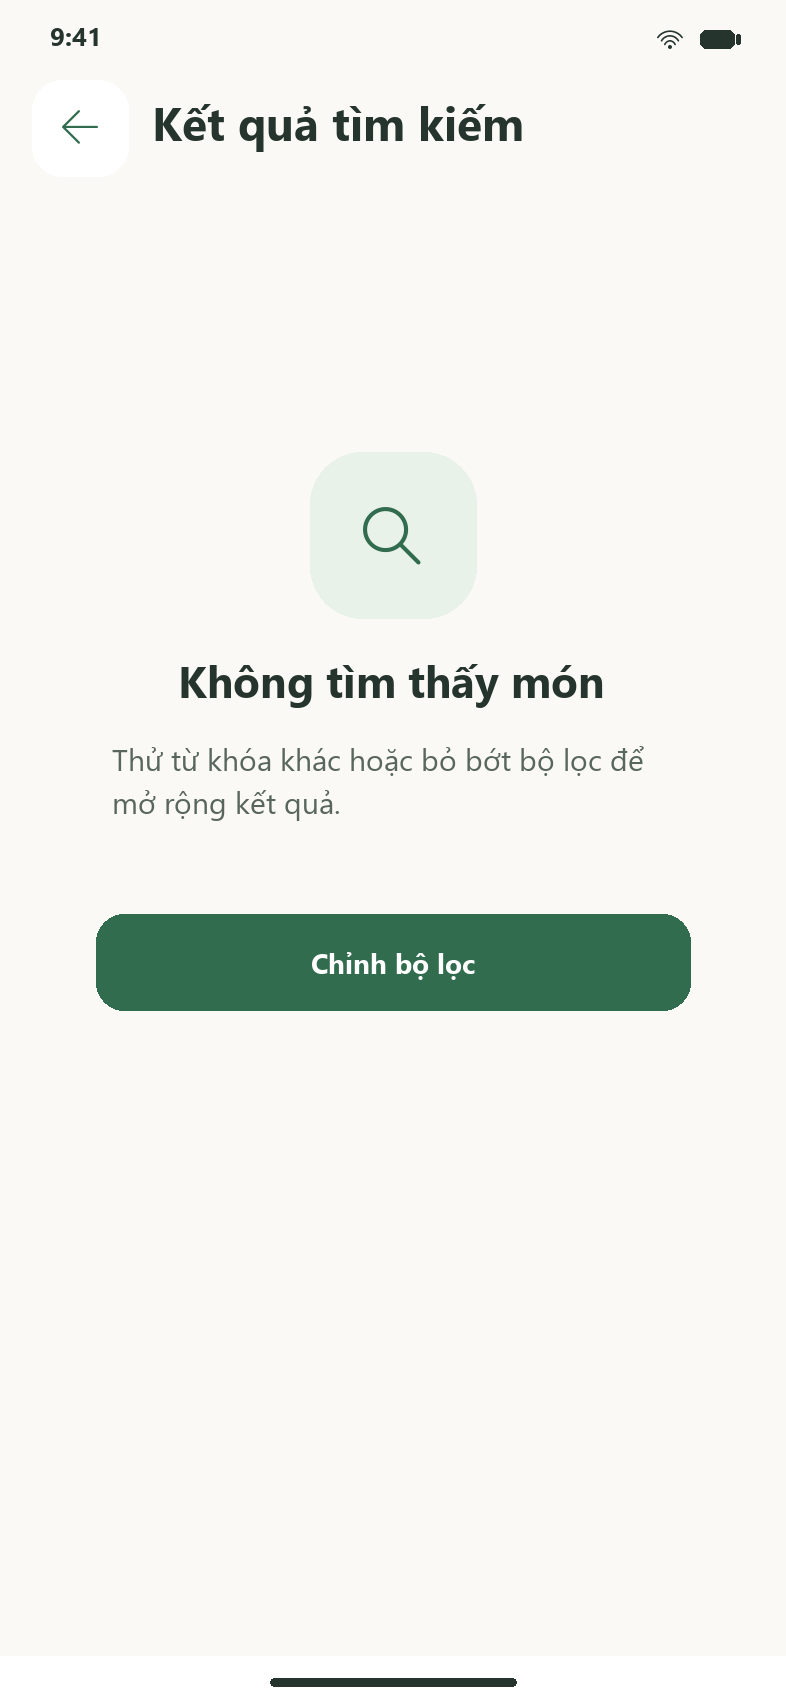 9:41
Kết quả tìm kiếm
Không tìm thấy món
Thử từ khóa khác hoặc bỏ bớt bộ lọc để
mở rộng kết quả.
Chỉnh bộ lọc